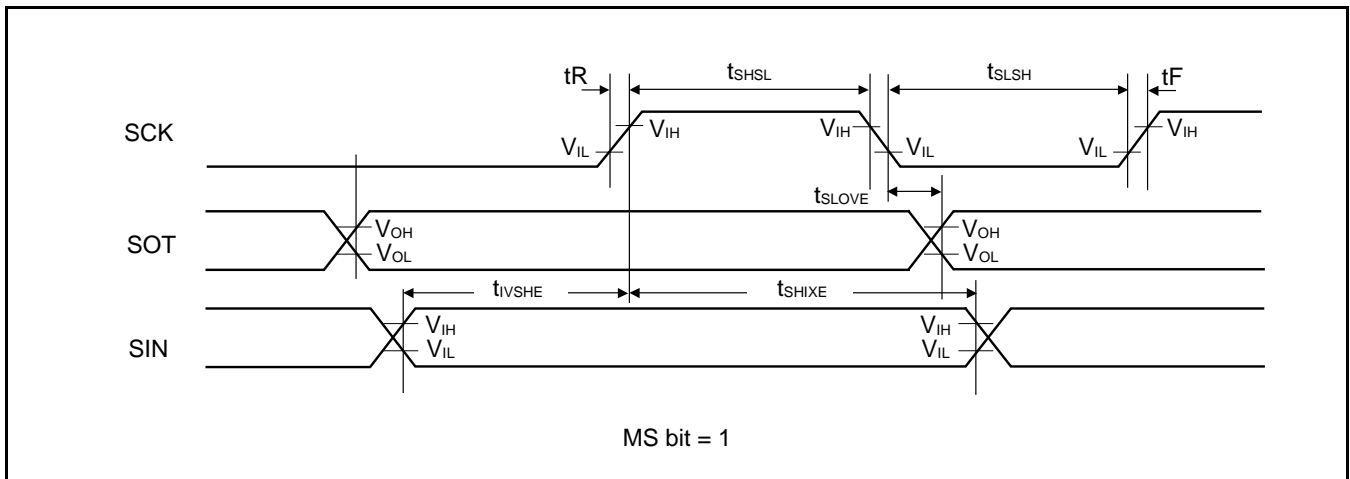 tR tSHSL tSLSH tF
SCK VIL VIH VIH VIL VIL VIH
tSLOVE
SOT VOH VOL VOH VOL
tIVSHE tSHIXE
SIN VIH VIL VIH VIL
MS bit = 1